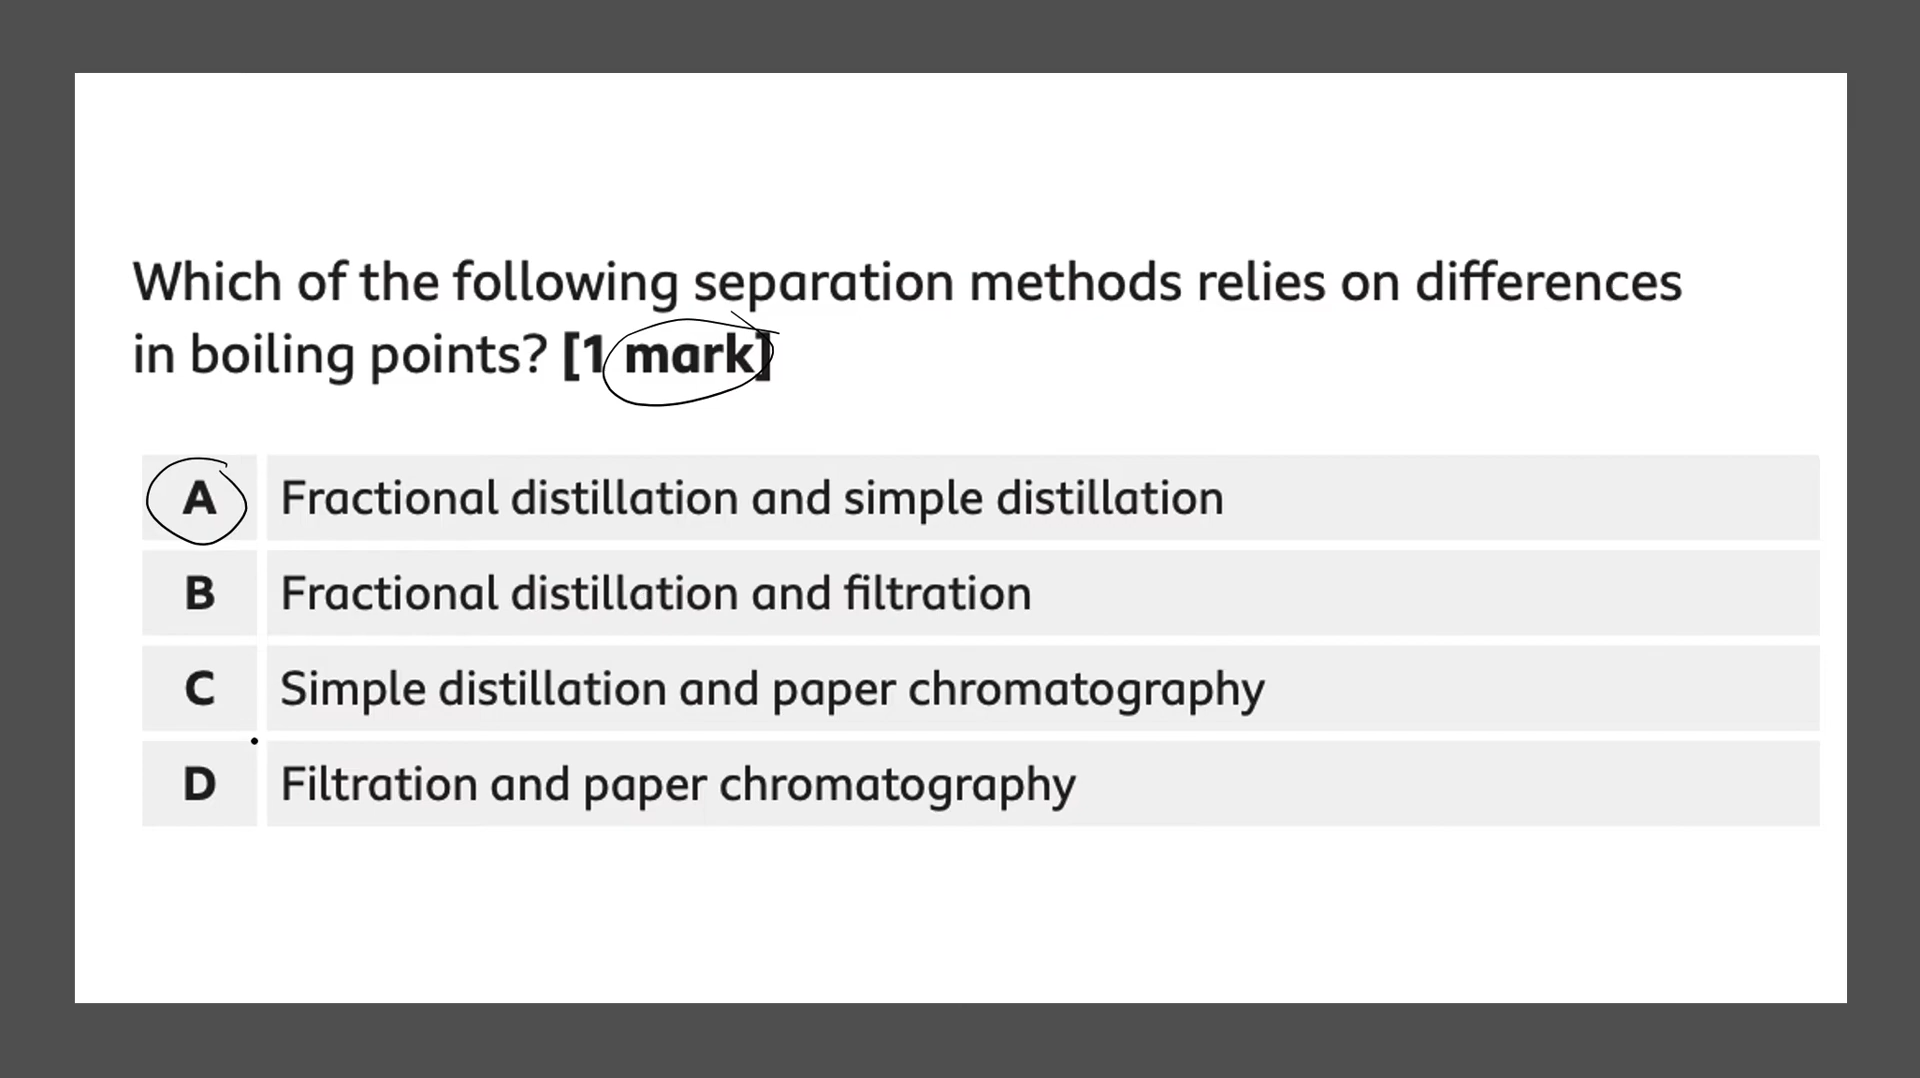 Which of the following separation methods relies on differences
in boiling points? [1 mark]
A Fractional distillation and simple distillation
B Fractional distillation and filtration
C Simple distillation and paper chromatography
D Filtration and paper chromatography